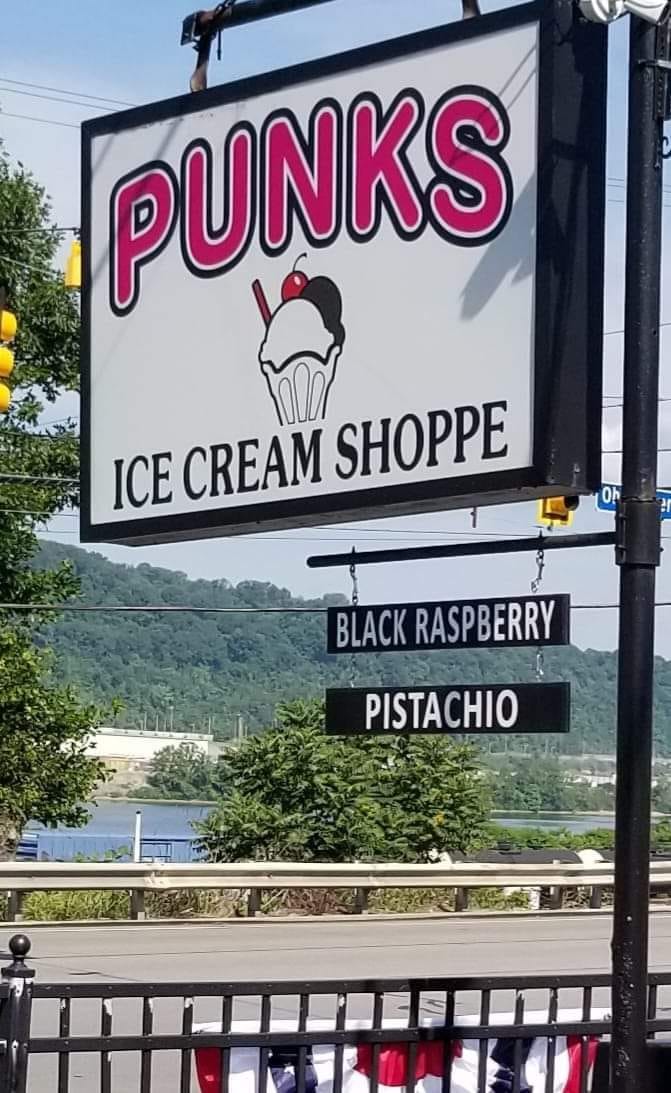 PUNKS
ICE CREAM SHOPPE
BLACK RASPBERRY
PISTACHIO